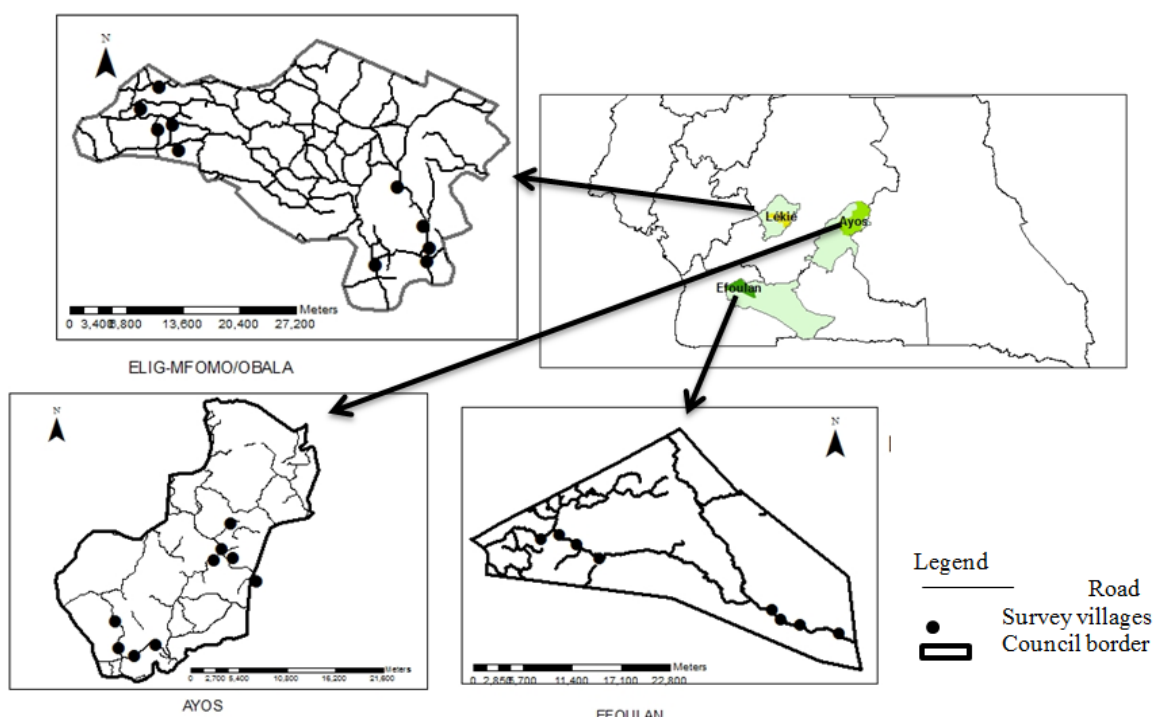 N
Meters
0 3,400 6,800 13,600 20,400 27,200
ELIG-MFOMO/OBALA
Lékié
Ayos
Efoulan
N
Meters
0 2,700 5,400 10,800 16,200 21,600
AYOS
N
Meters
0 2,850 5,700 11,400 17,100 22,800
EFOULAN
Legend
Road
Survey villages
Council border